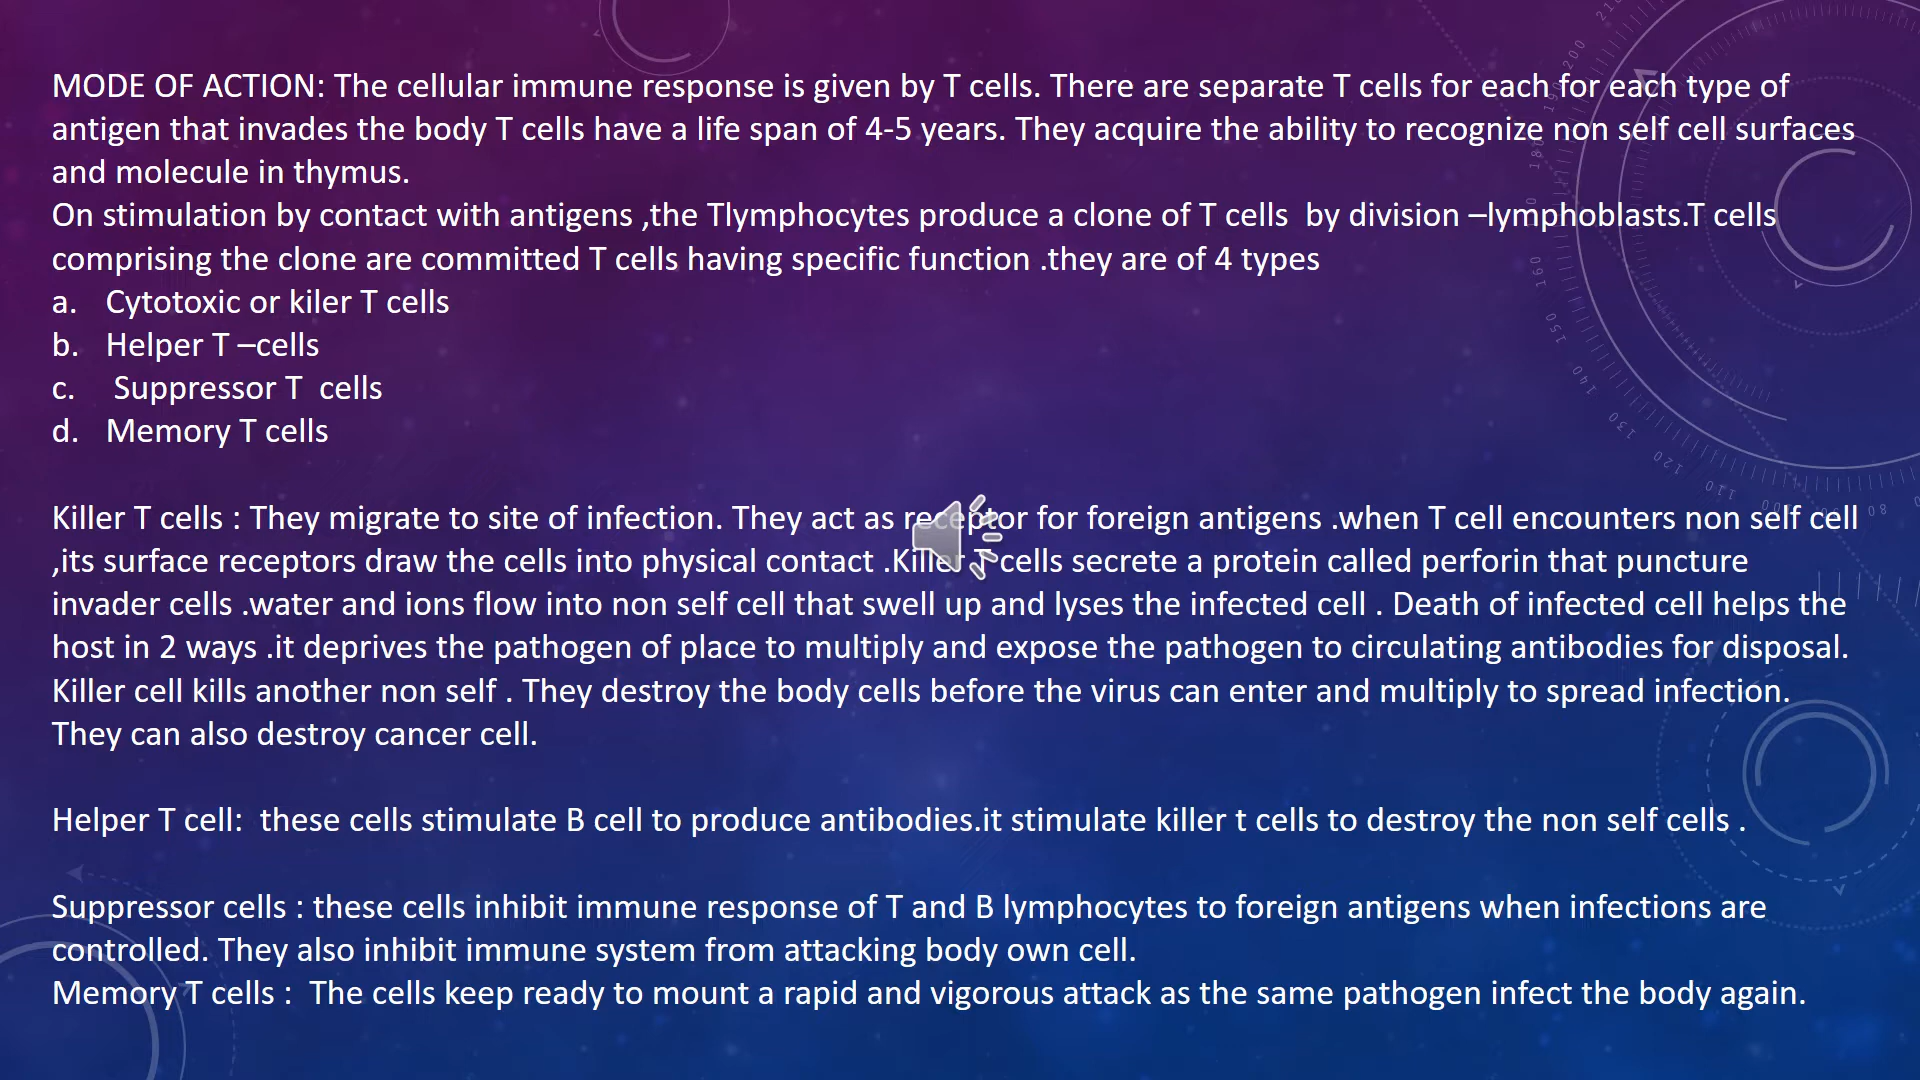 MODE OF ACTION: The cellular immune response is given by T cells. There are separate T cells for each for each type of
antigen that invades the body T cells have a life span of 4-5 years. They acquire the ability to recognize non self cell surfaces
and molecule in thymus.
On stimulation by contact with antigens ,the Tlymphocytes produce a clone of T cells  by division –lymphoblasts.T cells
comprising the clone are committed T cells having specific function .they are of 4 types
a. Cytotoxic or kiler T cells
b. Helper T –cells
c. Suppressor T  cells
d. Memory T cells
Killer T cells : They migrate to site of infection. They act as receptor for foreign antigens .when T cell encounters non self cell
,its surface receptors draw the cells into physical contact .Killer T cells secrete a protein called perforin that puncture
invader cells .water and ions flow into non self cell that swell up and lyses the infected cell . Death of infected cell helps the
host in 2 ways .it deprives the pathogen of place to multiply and expose the pathogen to circulating antibodies for disposal.
Killer cell kills another non self . They destroy the body cells before the virus can enter and multiply to spread infection.
They can also destroy cancer cell.
Helper T cell:  these cells stimulate B cell to produce antibodies.it stimulate killer t cells to destroy the non self cells .
Suppressor cells : these cells inhibit immune response of T and B lymphocytes to foreign antigens when infections are
controlled. They also inhibit immune system from attacking body own cell.
Memory T cells :  The cells keep ready to mount a rapid and vigorous attack as the same pathogen infect the body again.
200
180
160
150
140
130
120
110
80